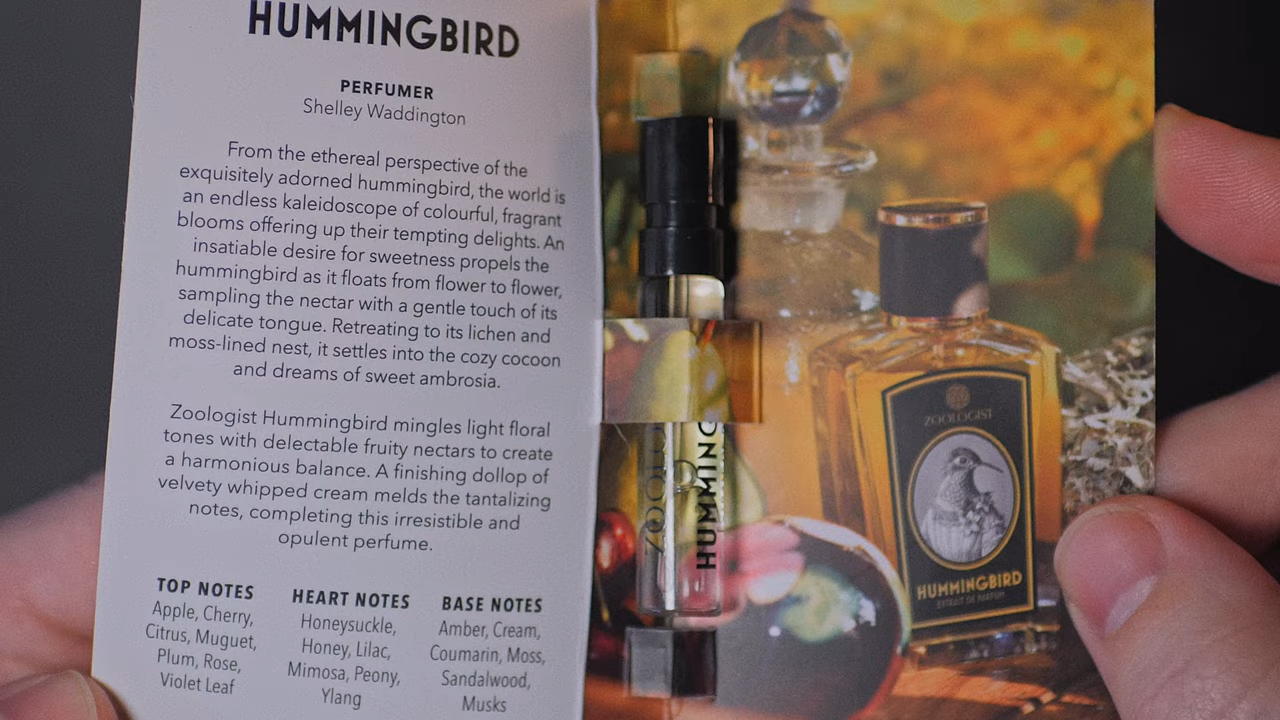 HUMMINGBIRD
PERFUMER
Shelley Waddington
From the ethereal perspective of the
exquisitely adorned hummingbird, the world is
an endless kaleidoscope of colourful, fragrant
blooms offering up their tempting delights. An
insatiable desire for sweetness propels the
hummingbird as it floats from flower to flower,
sampling the nectar with a gentle touch of its
delicate tongue. Retreating to its lichen and
moss-lined nest, it settles into the cozy cocoon
and dreams of sweet ambrosia.
Zoologist Hummingbird mingles light floral
tones with delectable fruity nectars to create
a harmonious balance. A finishing dollop of
velvety whipped cream melds the tantalizing
notes, completing this irresistible and
opulent perfume.
TOP NOTES
Apple, Cherry,
Citrus, Muguet,
Plum, Rose,
Violet Leaf
HEART NOTES
Honeysuckle,
Honey, Lilac,
Mimosa, Peony,
Ylang
BASE NOTES
Amber, Cream,
Coumarin, Moss,
Sandalwood,
Musks
ZOOL
HUMMING
ZOOLOGIST
HUMMINGBIRD
EXTRAIT DE PARFUM